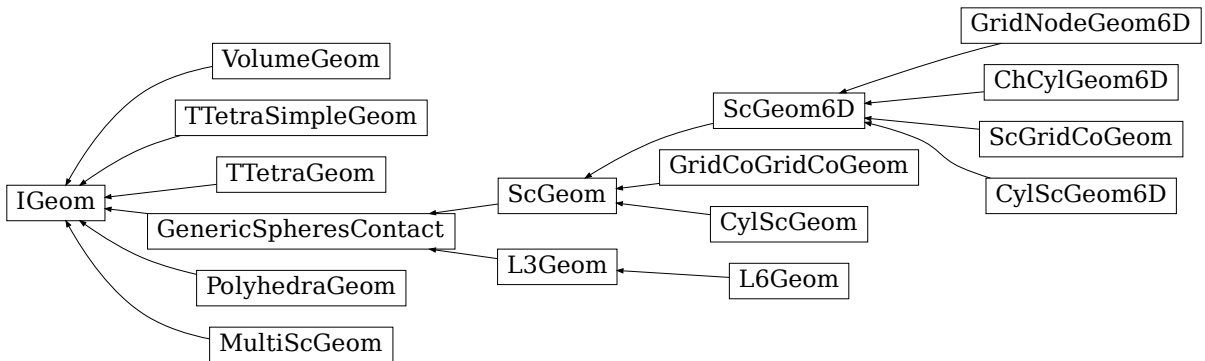 GridNodeGeom6D
VolumeGeom
ChCylGeom6D
TTetraSimpleGeom
ScGeom6D
ScGridCoGeom
GridCoGridCoGeom
TTetraGeom
CylScGeom6D
IGeom
ScGeom
GenericSpheresContact
CylScGeom
L3Geom
L6Geom
PolyhedraGeom
MultiScGeom